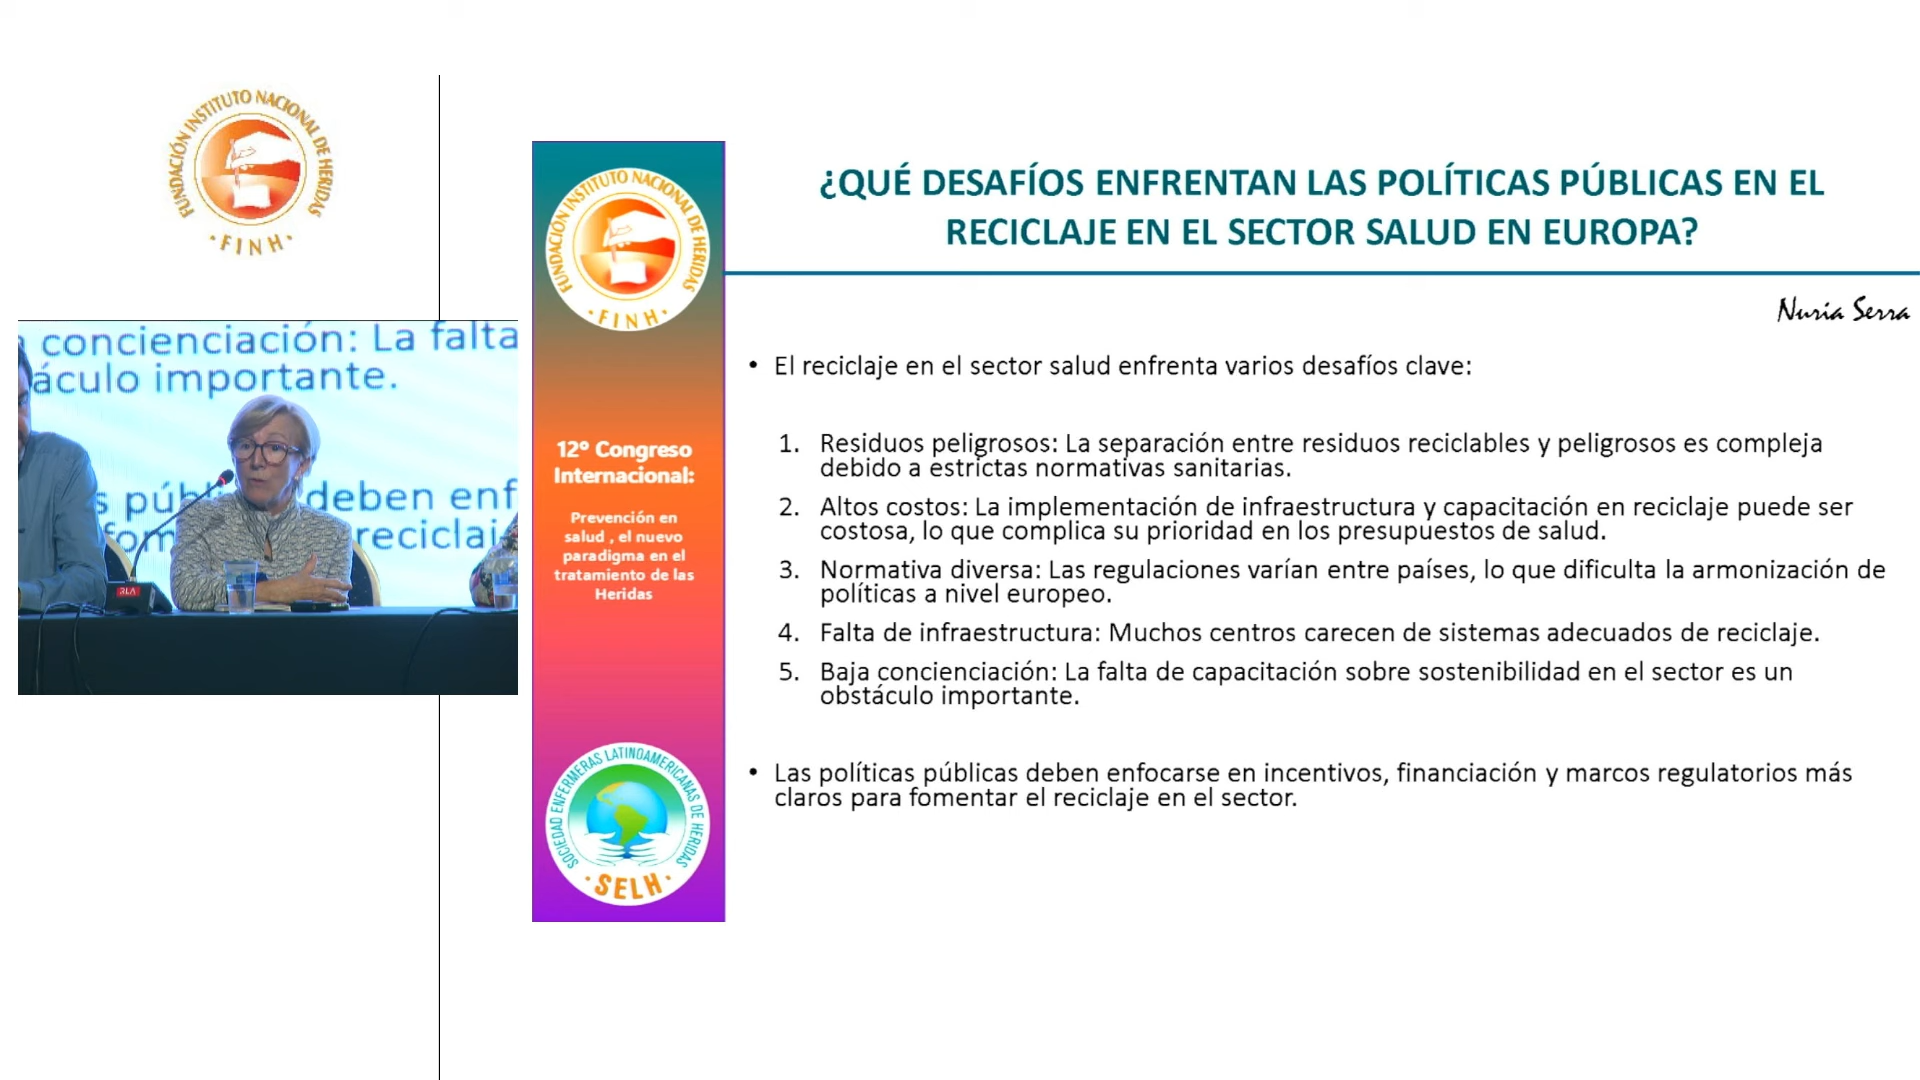 FUNDACIÓN INSTITUTO NACIONAL DE HERIDAS
·FINH·
concienciación: La falta
áculo importante.
s púb deben enf
fom reciclaj
RLA
FUNDACIÓN INSTITUTO NACIONAL DE HERIDAS
·FINH·
12º Congreso
Internacional:
Prevención en
salud , el nuevo
paradigma en el
tratamiento de las
Heridas
SOCIEDAD ENFERMERAS LATINOAMERICANAS DE HERIDAS
·SELH·
¿QUÉ DESAFÍOS ENFRENTAN LAS POLÍTICAS PÚBLICAS EN EL
RECICLAJE EN EL SECTOR SALUD EN EUROPA?
Nuria Serra
• El reciclaje en el sector salud enfrenta varios desafíos clave:
1. Residuos peligrosos: La separación entre residuos reciclables y peligrosos es compleja
debido a estrictas normativas sanitarias.
2. Altos costos: La implementación de infraestructura y capacitación en reciclaje puede ser
costosa, lo que complica su prioridad en los presupuestos de salud.
3. Normativa diversa: Las regulaciones varían entre países, lo que dificulta la armonización de
políticas a nivel europeo.
4. Falta de infraestructura: Muchos centros carecen de sistemas adecuados de reciclaje.
5. Baja concienciación: La falta de capacitación sobre sostenibilidad en el sector es un
obstáculo importante.
• Las políticas públicas deben enfocarse en incentivos, financiación y marcos regulatorios más
claros para fomentar el reciclaje en el sector.